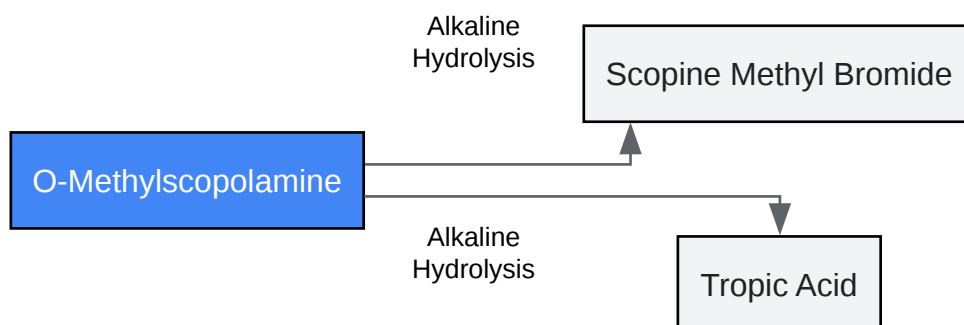 Alkaline
Hydrolysis
Scopine Methyl Bromide
O-Methylscopolamine
Alkaline
Hydrolysis
Tropic Acid